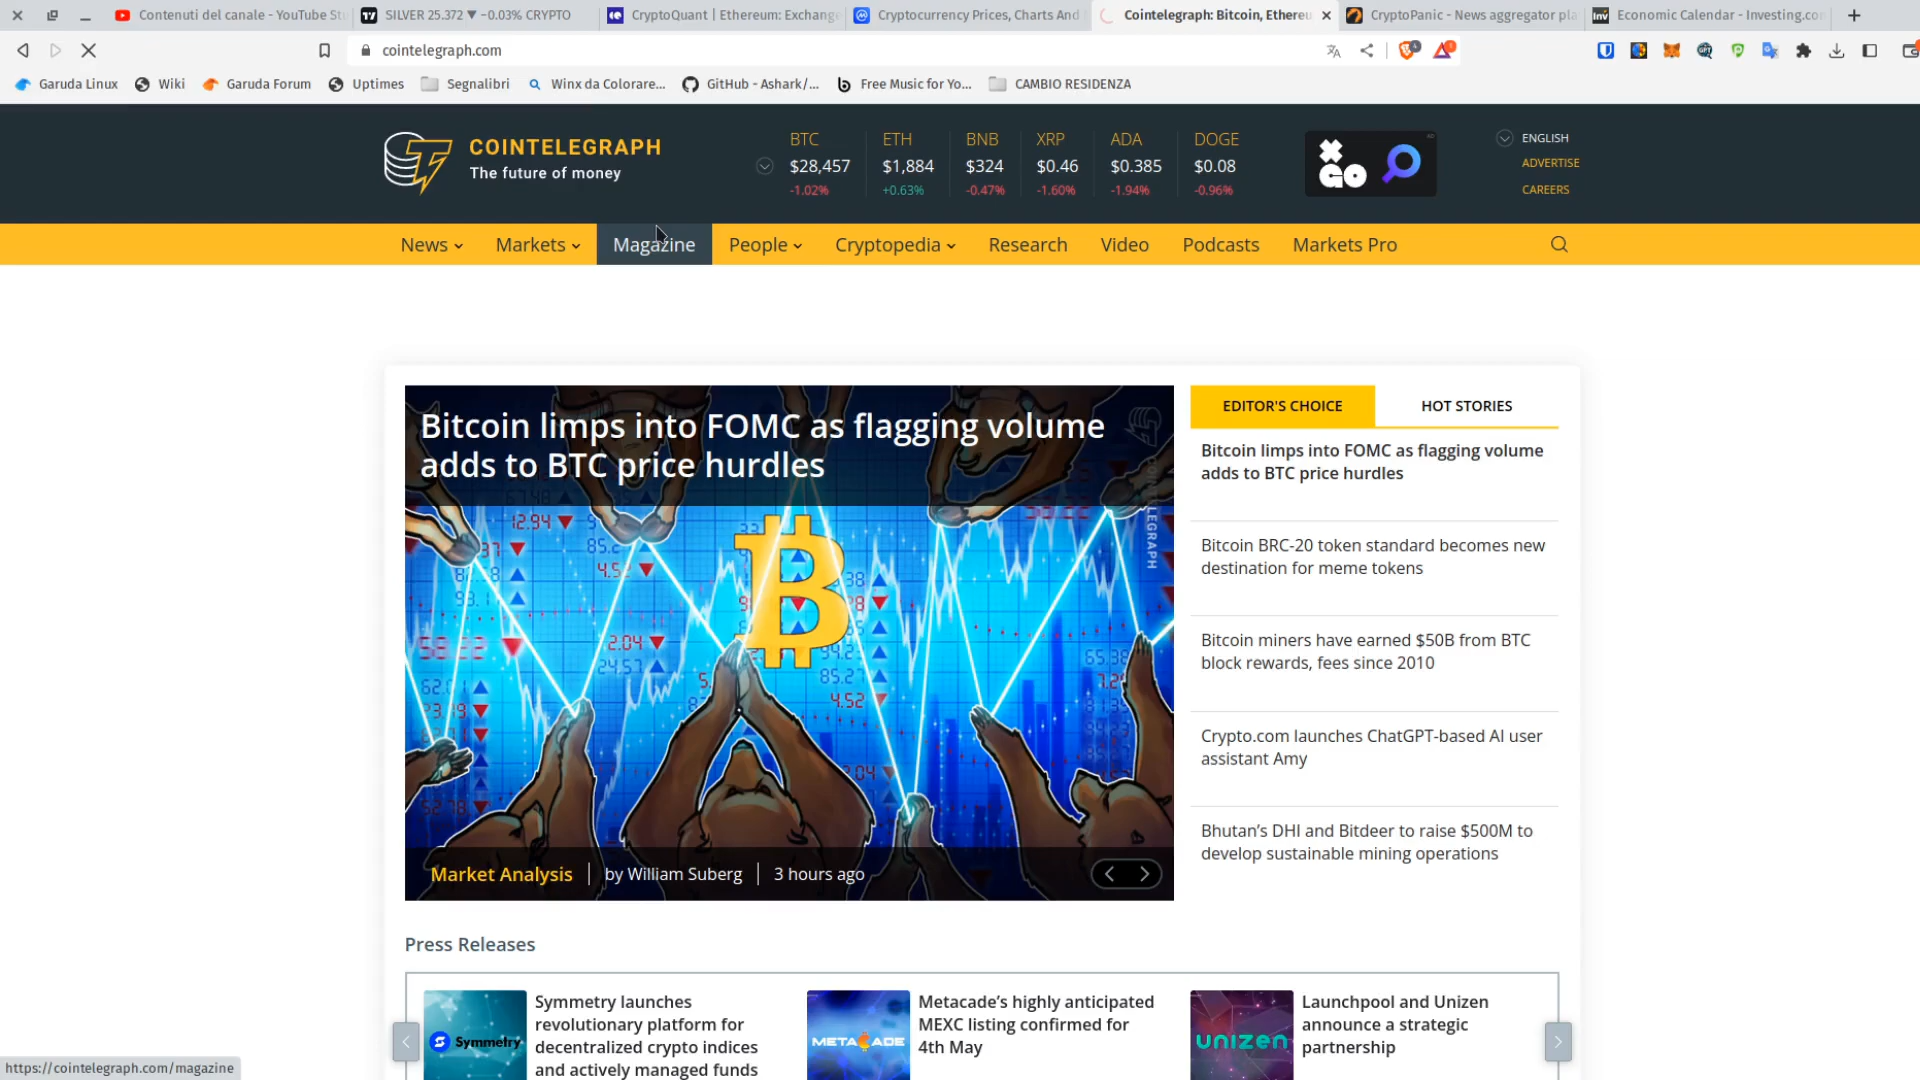 Contenuti del canale - YouTube St
SILVER 25.372 ▼ −0.03% CRYPTO
CryptoQuant | Ethereum: Exchang
Cryptocurrency Prices, Charts And
Cointelegraph: Bitcoin, Ethereu
CryptoPanic - News aggregator pla
Economic Calendar - Investing.co
cointelegraph.com
Garuda Linux
Wiki
Garuda Forum
Uptimes
Segnalibri
Winx da Colorare...
GitHub - Ashark/...
Free Music for Yo...
CAMBIO RESIDENZA
COINTELEGRAPH
The future of money
BTC ETH BNB XRP ADA DOGE
$28,457 $1,884 $324 $0.46 $0.385 $0.08
-1.02% +0.63% -0.47% -1.60% -1.94% -0.96%
ENGLISH
ADVERTISE
CAREERS
News Markets Magazine People Cryptopedia Research Video Podcasts Markets Pro
Bitcoin limps into FOMC as flagging volume
adds to BTC price hurdles
Market Analysis | by William Suberg | 3 hours ago
EDITOR'S CHOICE HOT STORIES
Bitcoin limps into FOMC as flagging volume
adds to BTC price hurdles
Bitcoin BRC-20 token standard becomes new
destination for meme tokens
Bitcoin miners have earned $50B from BTC
block rewards, fees since 2010
Crypto.com launches ChatGPT-based AI user
assistant Amy
Bhutan's DHI and Bitdeer to raise $500M to
develop sustainable mining operations
Press Releases
Symmetry
Symmetry launches
revolutionary platform for
decentralized crypto indices
and actively managed funds
METACADE
Metacade's highly anticipated
MEXC listing confirmed for
4th May
UNIZEN
Launchpool and Unizen
announce a strategic
partnership
https://cointelegraph.com/magazine